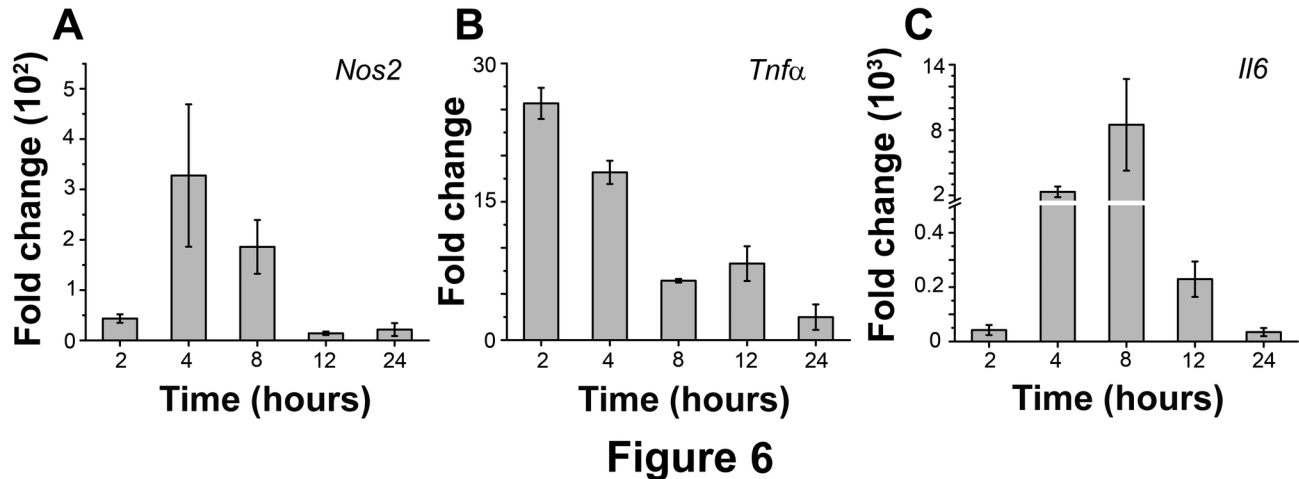 A
Nos2
Fold change (10²)
5
4
3
2
1
0
2 4 8 12 24
Time (hours)
B
Tnfα
Fold change
30
15
0
2 4 8 12 24
Time (hours)
C
Il6
Fold change (10³)
14
8
2
0.4
0.2
0
2 4 8 12 24
Time (hours)
Figure 6